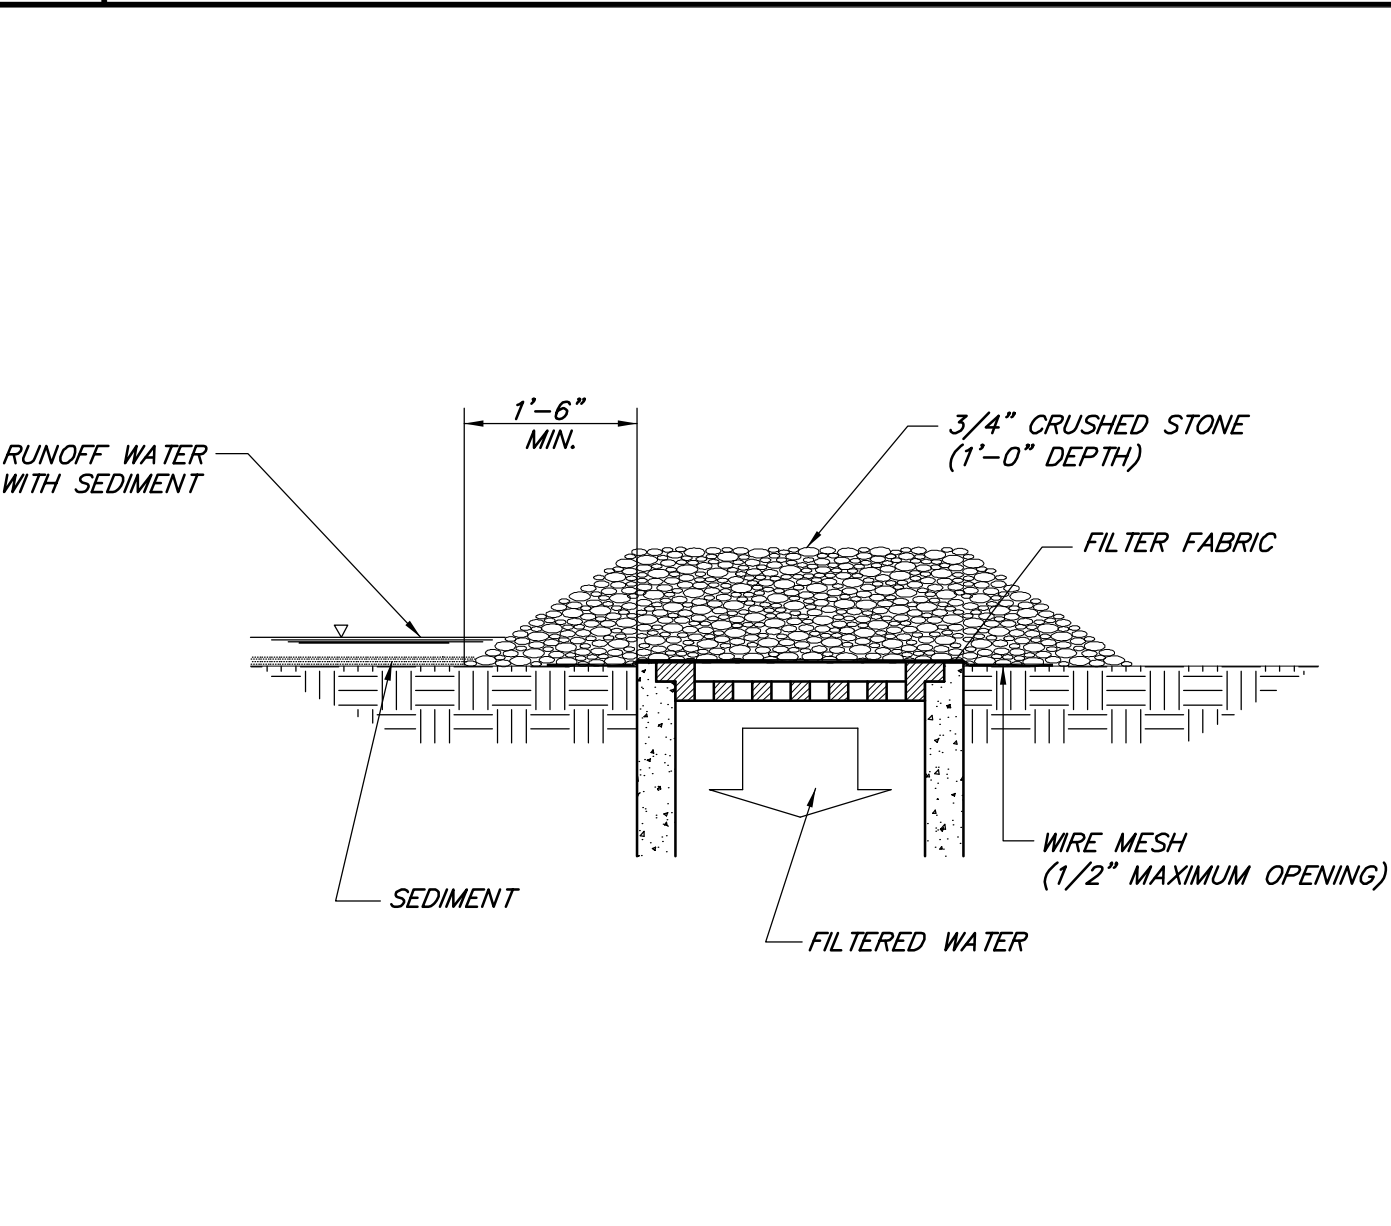 1'-6"
MIN.
3/4" CRUSHED STONE
(1'-0" DEPTH)
RUNOFF WATER
WITH SEDIMENT
FILTER FABRIC
WIRE MESH
(1/2" MAXIMUM OPENING)
SEDIMENT
FILTERED WATER